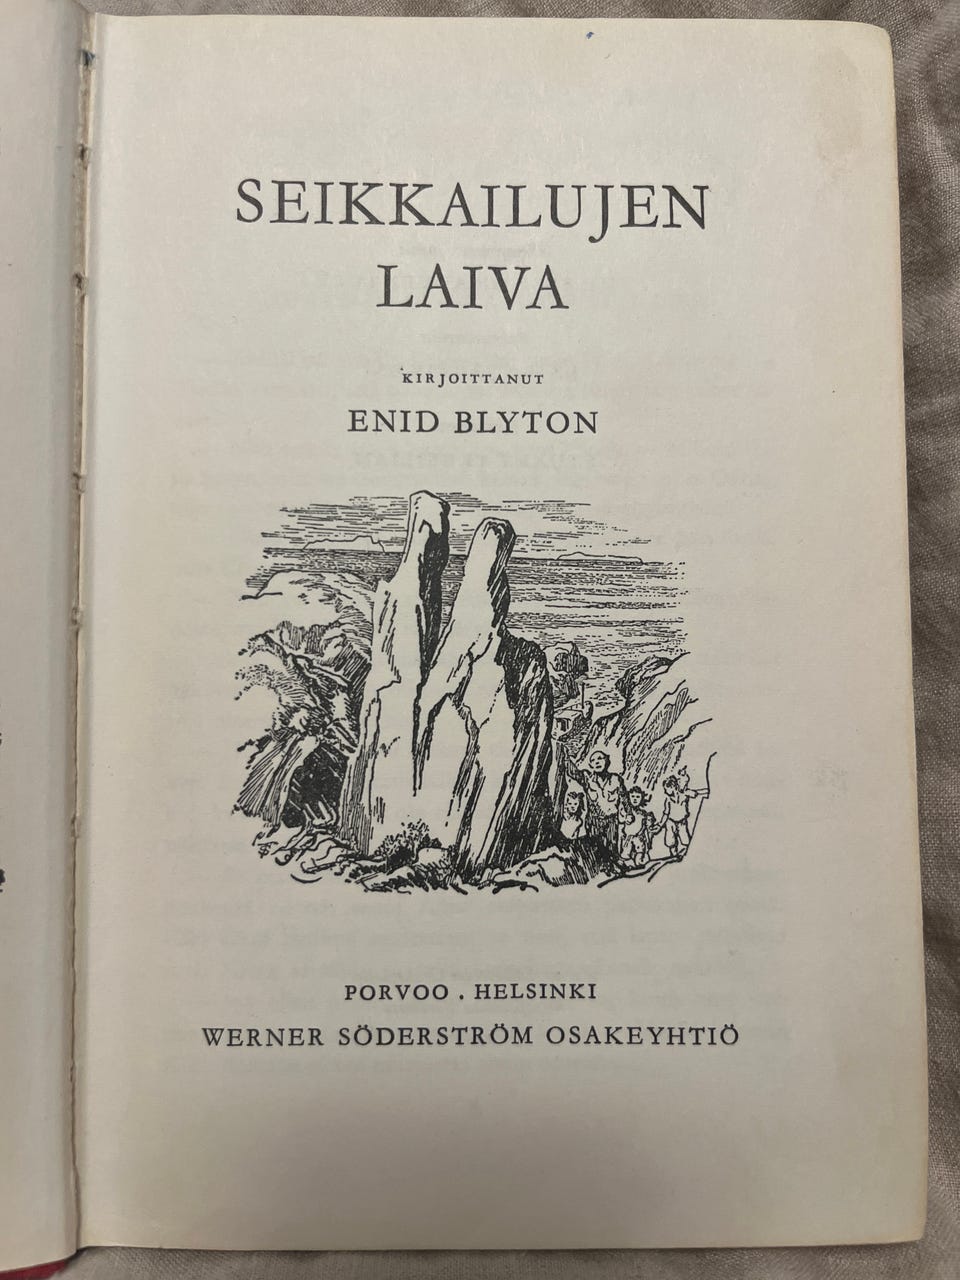 SEIKKAILUJEN
LAIVA
KIRJOITTANUT
ENID BLYTON
PORVOO . HELSINKI
WERNER SÖDERSTRÖM OSAKEYHTIÖ